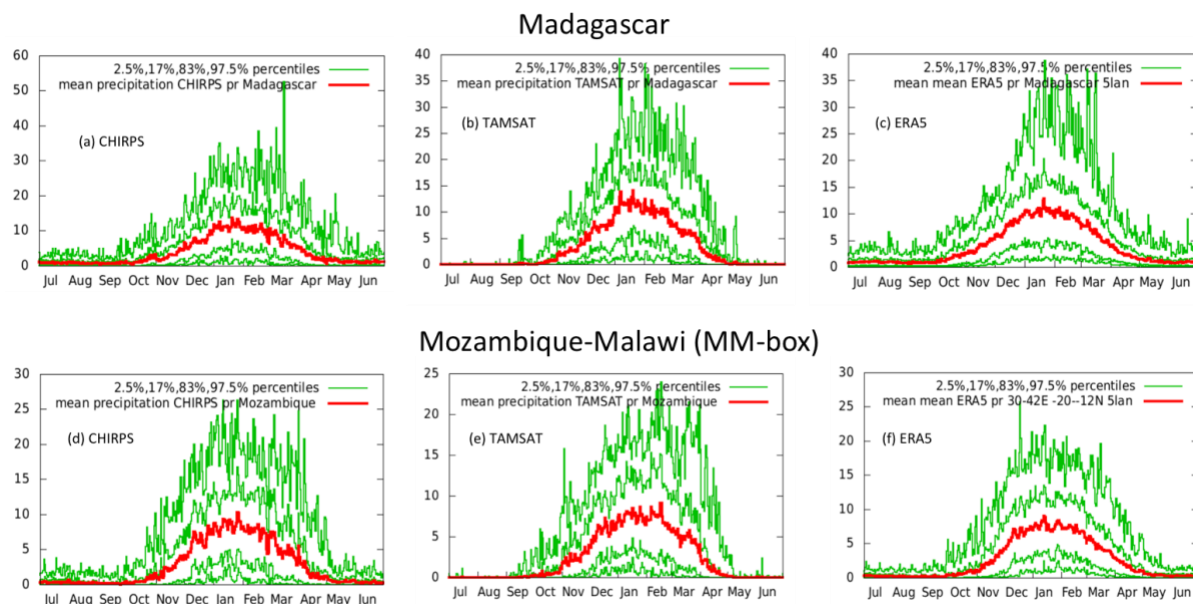 Madagascar
60
50
40
30
20
10
0
2.5%,17%,83%,97.5% percentiles
mean precipitation CHIRPS pr Madagascar
(a) CHIRPS
Jul Aug Sep Oct Nov Dec Jan Feb Mar Apr May Jun
40
35
30
25
20
15
10
5
0
2.5%,17%,83%,97.5% percentiles
mean precipitation TAMSAT pr Madagascar
(b) TAMSAT
Jul Aug Sep Oct Nov Dec Jan Feb Mar Apr May Jun
40
35
30
25
20
15
10
5
0
2.5%,17%,83%,97.5% percentiles
mean mean ERA5 pr Madagascar 5lan
(c) ERA5
Jul Aug Sep Oct Nov Dec Jan Feb Mar Apr May Jun
Mozambique-Malawi (MM-box)
30
25
20
15
10
5
0
2.5%,17%,83%,97.5% percentiles
mean precipitation CHIRPS pr Mozambique
(d) CHIRPS
Jul Aug Sep Oct Nov Dec Jan Feb Mar Apr May Jun
25
20
15
10
5
0
2.5%,17%,83%,97.5% percentiles
mean precipitation TAMSAT pr Mozambique
(e) TAMSAT
Jul Aug Sep Oct Nov Dec Jan Feb Mar Apr May Jun
30
25
20
15
10
5
0
2.5%,17%,83%,97.5% percentiles
mean mean ERA5 pr 30-42E -20--12N 5lan
(f) ERA5
Jul Aug Sep Oct Nov Dec Jan Feb Mar Apr May Jun